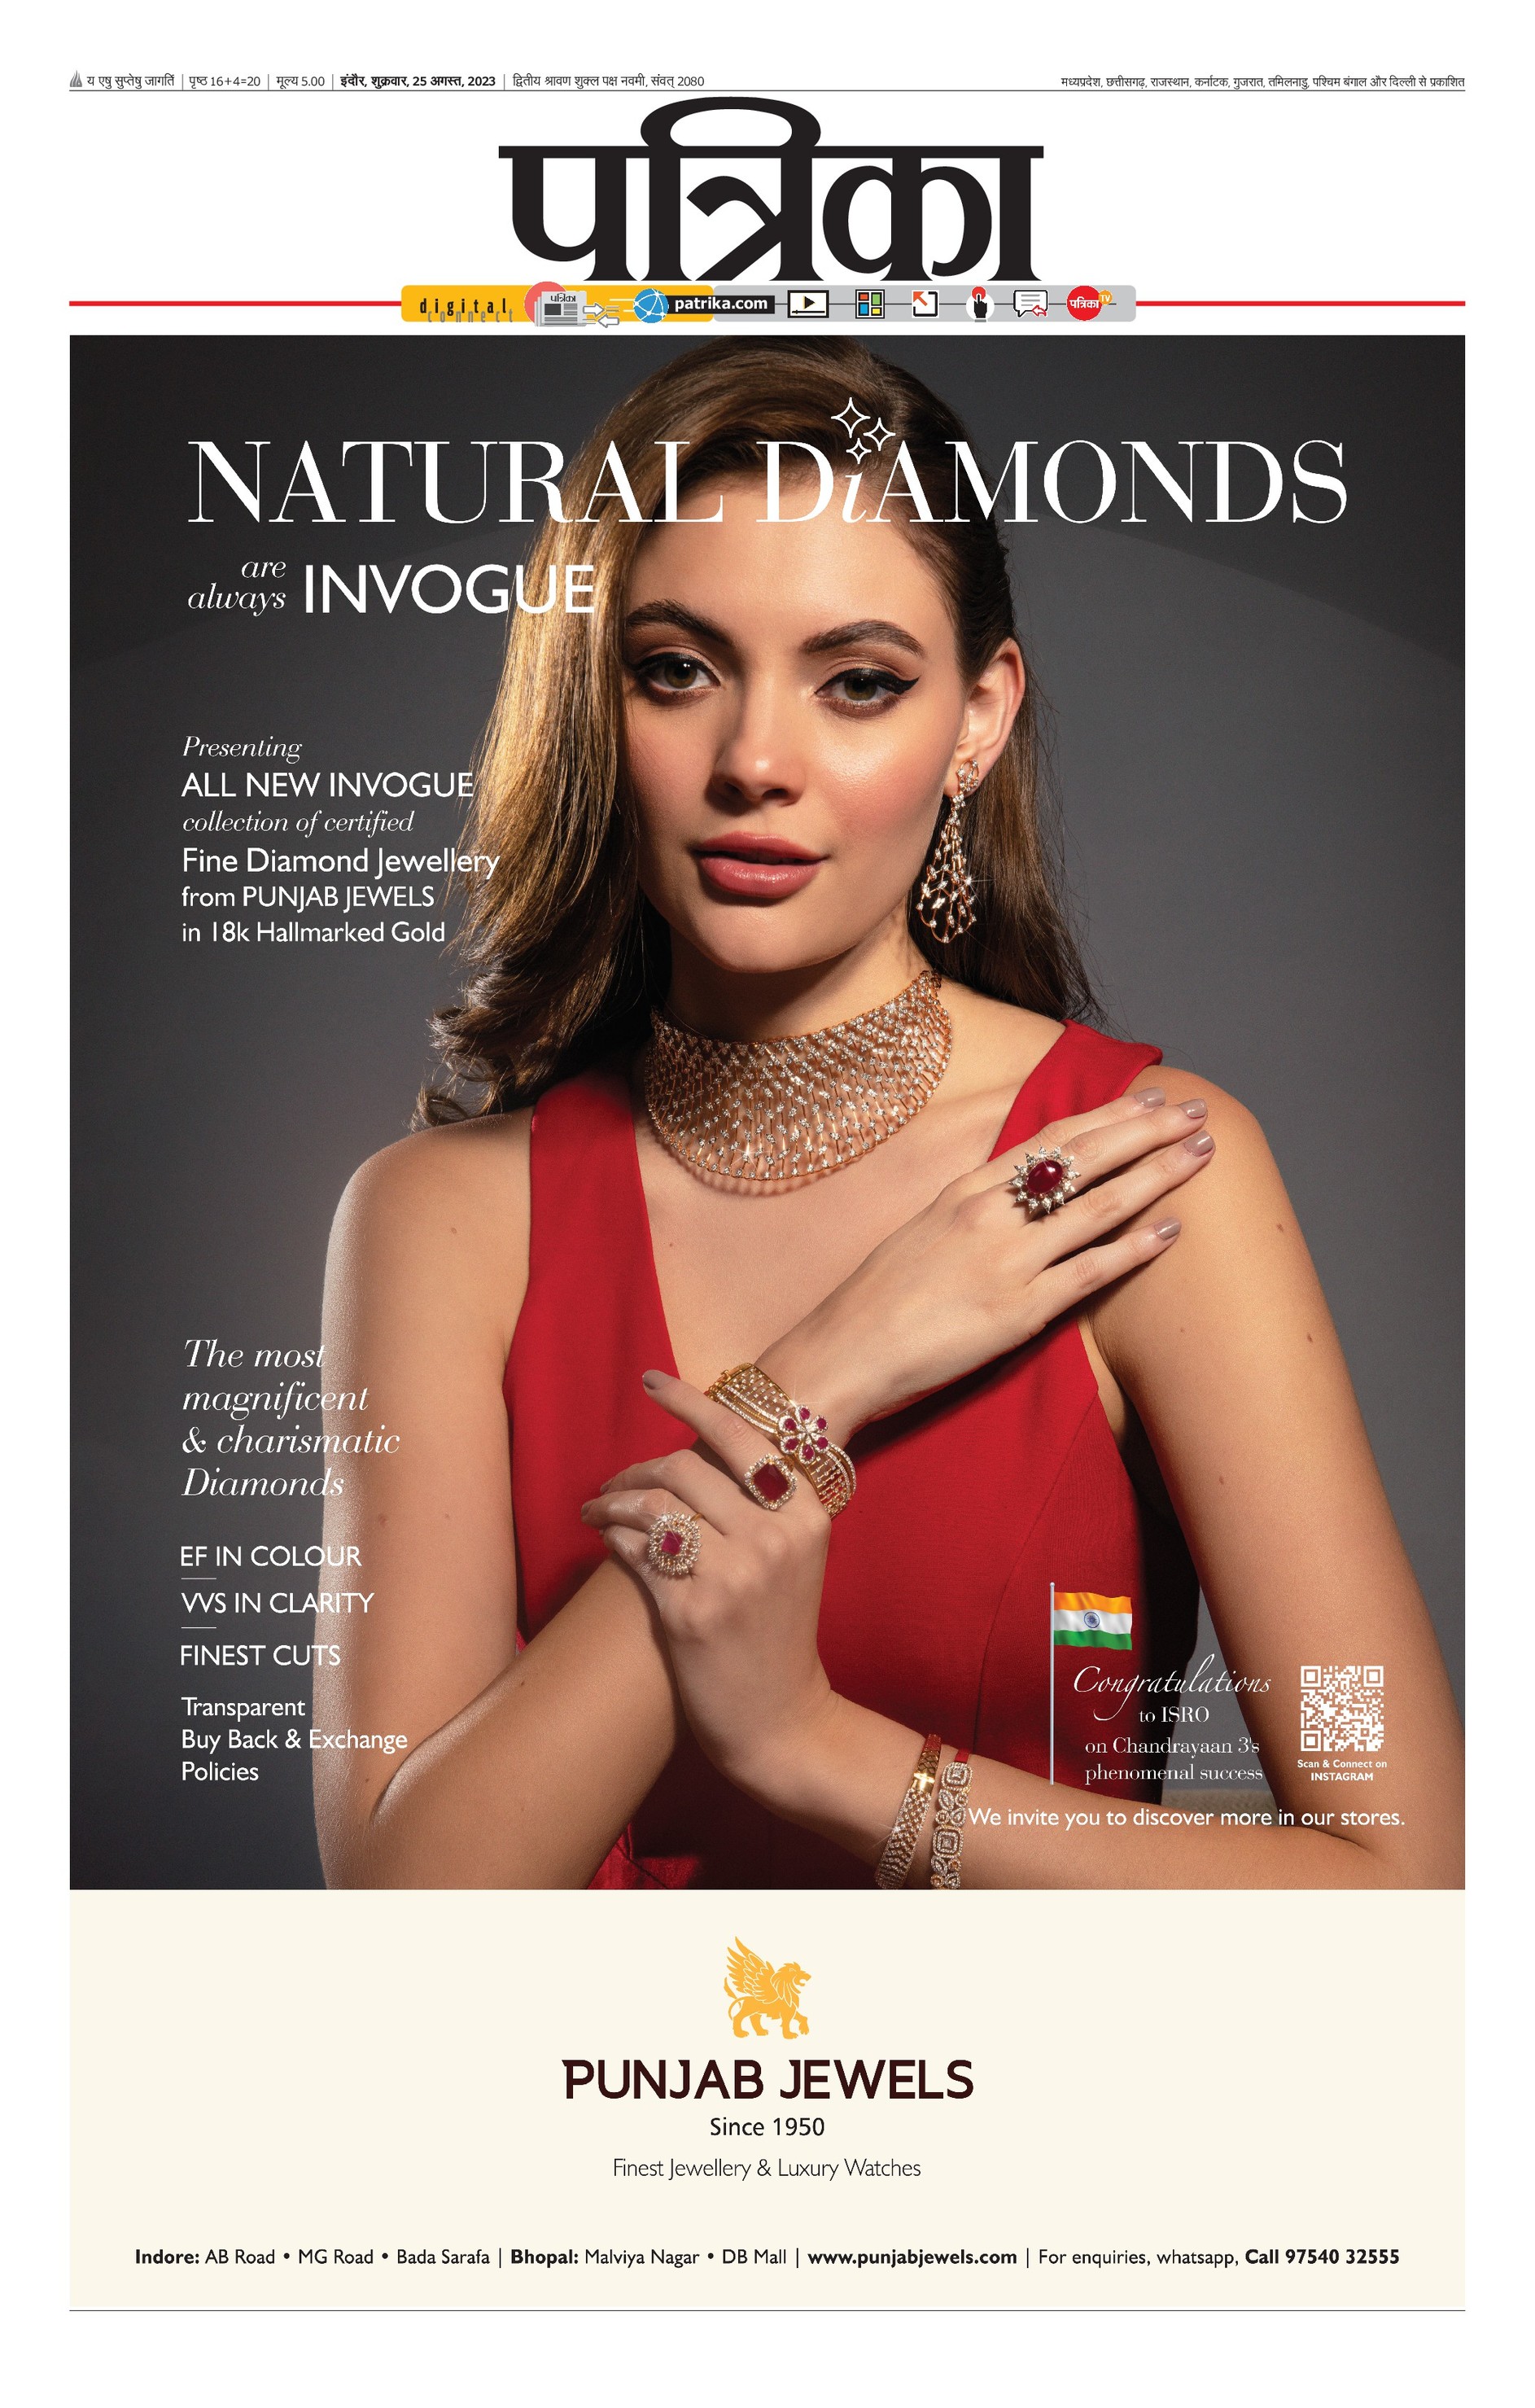 य एषु सुप्तेषु जागर्ति | पृष्ठ 16+4=20 | मूल्य 5.00 | इंदौर, शुक्रवार, 25 अगस्त, 2023 | द्वितीय श्रावण शुक्ल पक्ष नवमी, संवत् 2080
मध्यप्रदेश, छत्तीसगढ़, राजस्थान, कर्नाटक, गुजरात, तमिलनाडु, पश्चिम बंगाल और दिल्ली से प्रकाशित
पत्रिका
digital
connect
पत्रिका
patrika.com
पत्रिका TV
NATURAL DiAMONDS
are
always INVOGUE
Presenting
ALL NEW INVOGUE
collection of certified
Fine Diamond Jewellery
from PUNJAB JEWELS
in 18k Hallmarked Gold
The most
magnificent
& charismatic
Diamonds
EF IN COLOUR
VVS IN CLARITY
FINEST CUTS
Transparent
Buy Back & Exchange
Policies
Congratulations
to ISRO
on Chandrayaan 3's
phenomenal success
Scan & Connect on
INSTAGRAM
We invite you to discover more in our stores.
PUNJAB JEWELS
Since 1950
Finest Jewellery & Luxury Watches
Indore: AB Road • MG Road • Bada Sarafa | Bhopal: Malviya Nagar • DB Mall | www.punjabjewels.com | For enquiries, whatsapp, Call 97540 32555